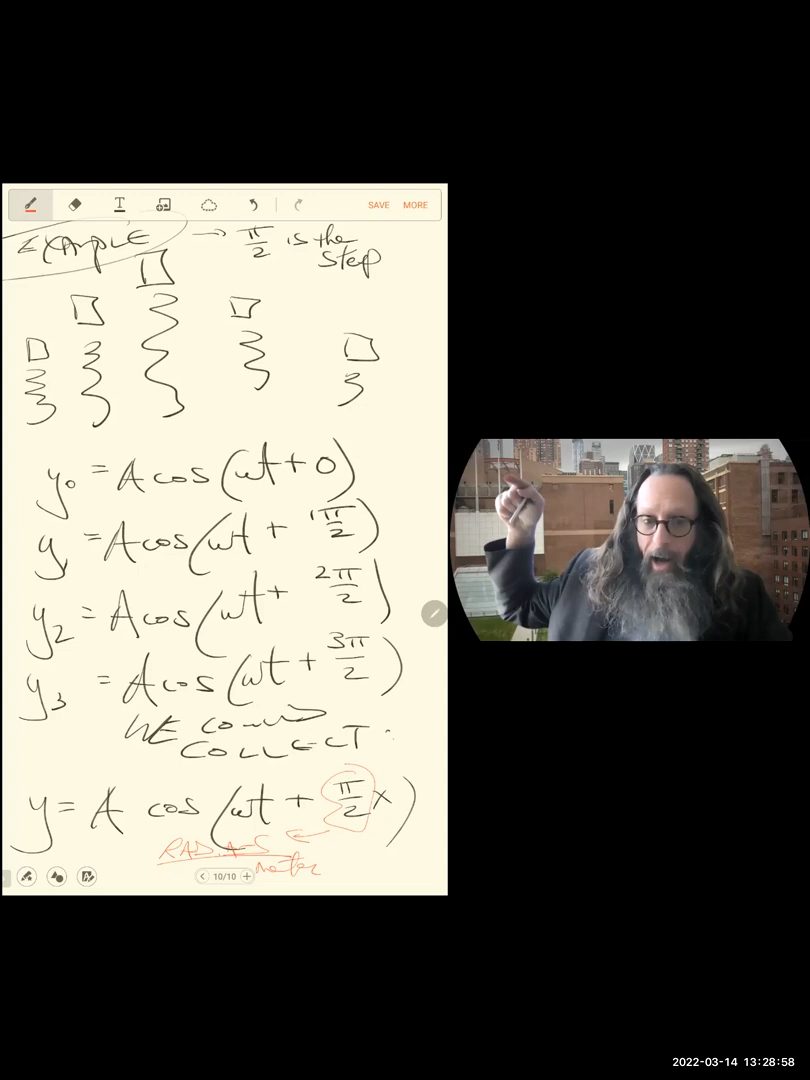 T
SAVE MORE
EXAMPLE → π/2 is the
step
y₀ = A cos(ωt + 0)
y₁ = A cos(ωt + 1π/2)
y₂ = A cos(ωt + 2π/2)
y₃ = A cos(ωt + 3π/2)
WE COULD
COLLECT
y = A cos(ωt + π/2 x)
RADIANS
meter
10/10
2022-03-14 13:28:58